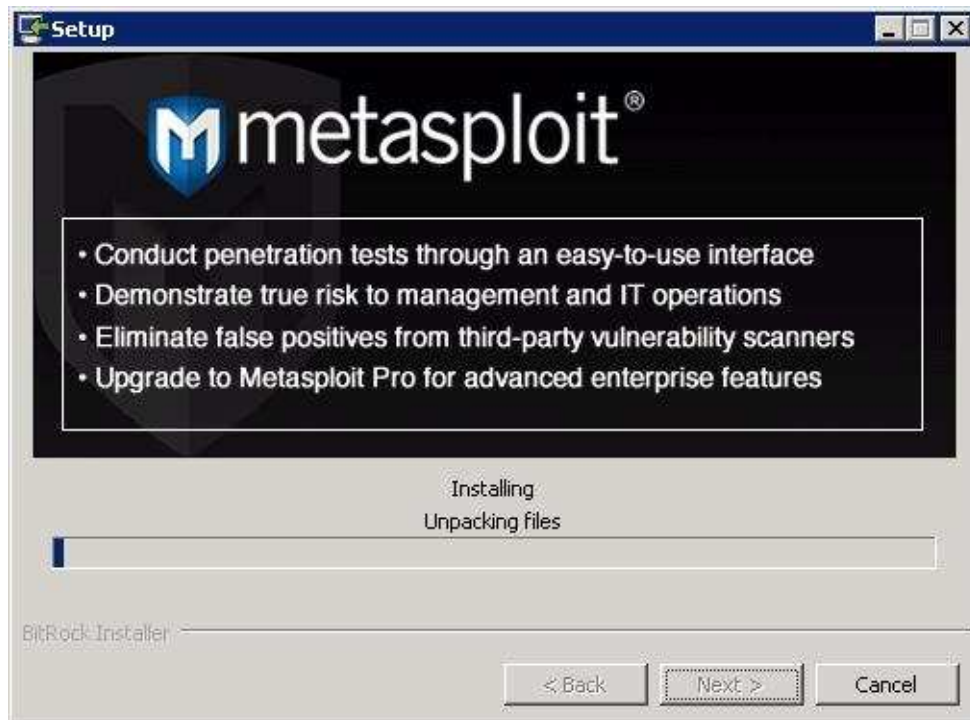 Setup
metasploit®
• Conduct penetration tests through an easy-to-use interface
• Demonstrate true risk to management and IT operations
• Eliminate false positives from third-party vulnerability scanners
• Upgrade to Metasploit Pro for advanced enterprise features
Installing
Unpacking files
BitRock Installer
< Back
Next >
Cancel